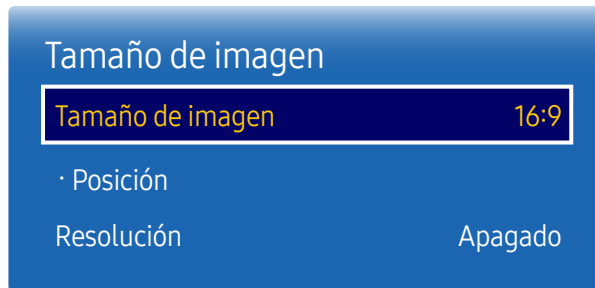 Tamaño de imagen
Tamaño de imagen 16:9
· Posición
Resolución Apagado